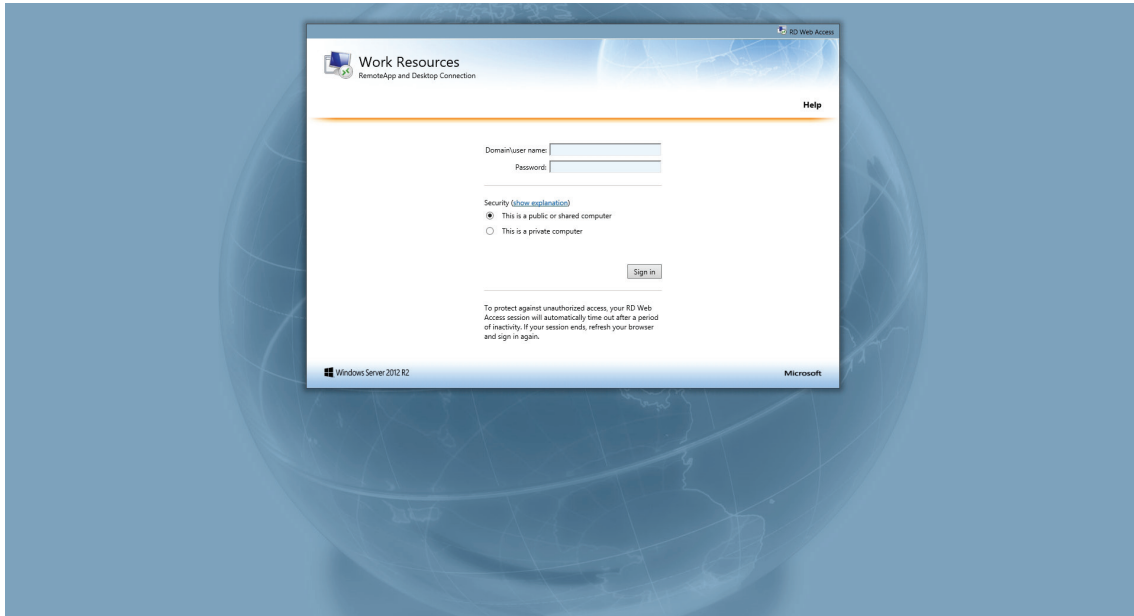 RD Web Access
Work Resources
RemoteApp and Desktop Connection
Help
Domain\user name:
Password:
Security (show explanation)
This is a public or shared computer
This is a private computer
Sign in
To protect against unauthorized access, your RD Web
Access session will automatically time out after a period
of inactivity. If your session ends, refresh your browser
and sign in again.
Windows Server 2012 R2
Microsoft